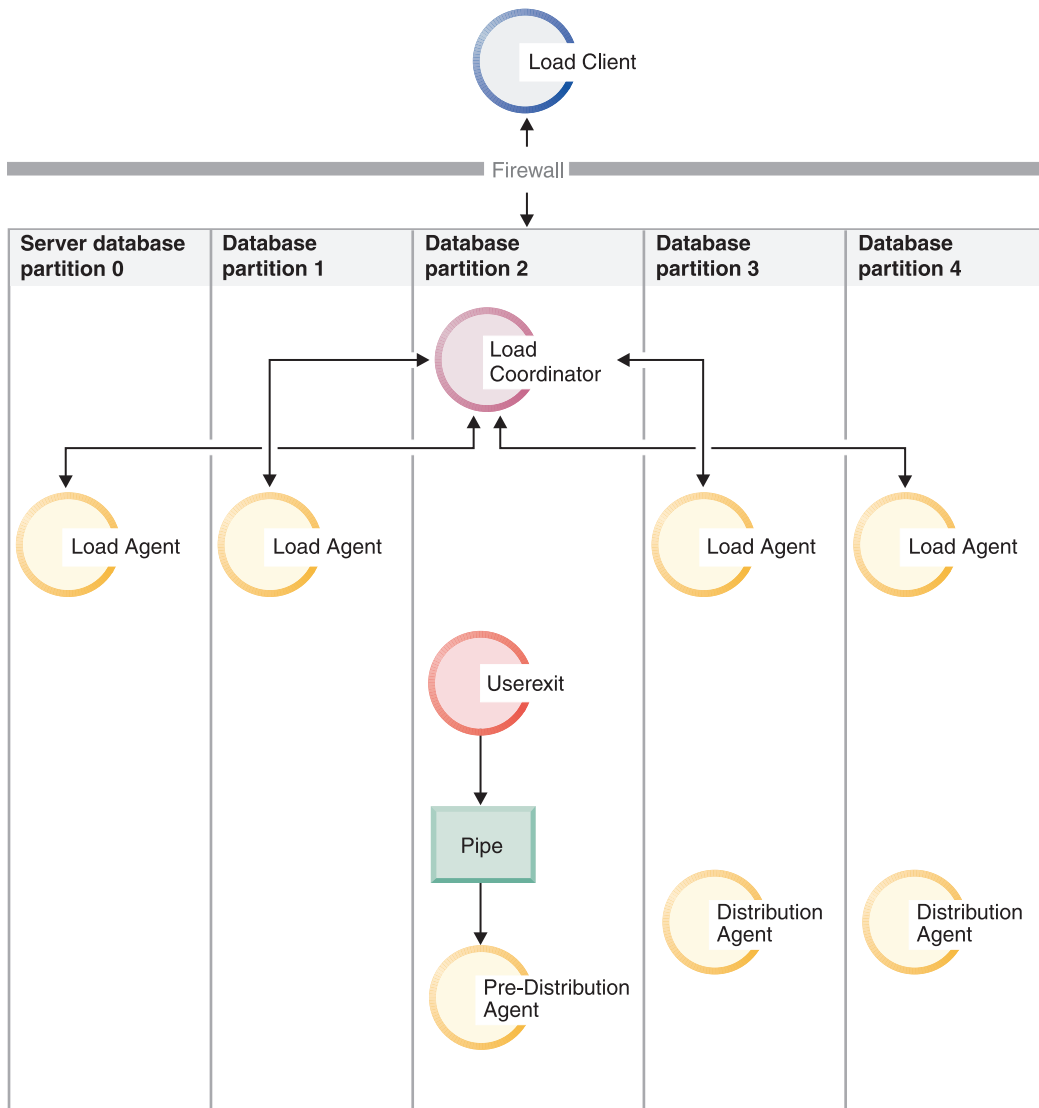 Load Client
Firewall
Server database
partition 0
Database
partition 1
Database
partition 2
Database
partition 3
Database
partition 4
Load
Coordinator
Load Agent
Load Agent
Load Agent
Load Agent
Userexit
Pipe
Distribution
Agent
Distribution
Agent
Pre-Distribution
Agent